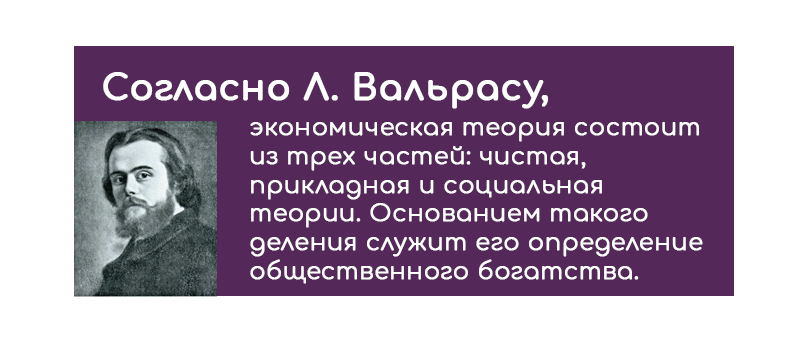 Согласно Л. Вальрасу,
экономическая теория состоит
из трех частей: чистая,
прикладная и социальная
теории. Основанием такого
деления служит его определение
общественного богатства.